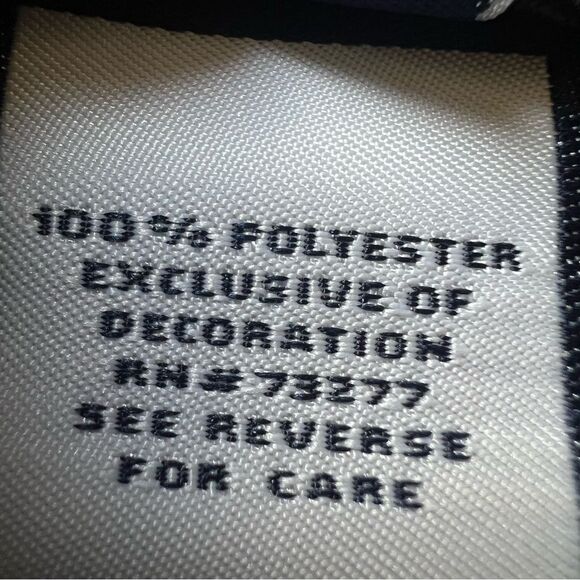 100% POLYESTER
EXCLUSIVE OF
DECORATION
RN# 73277
SEE REVERSE
FOR CARE